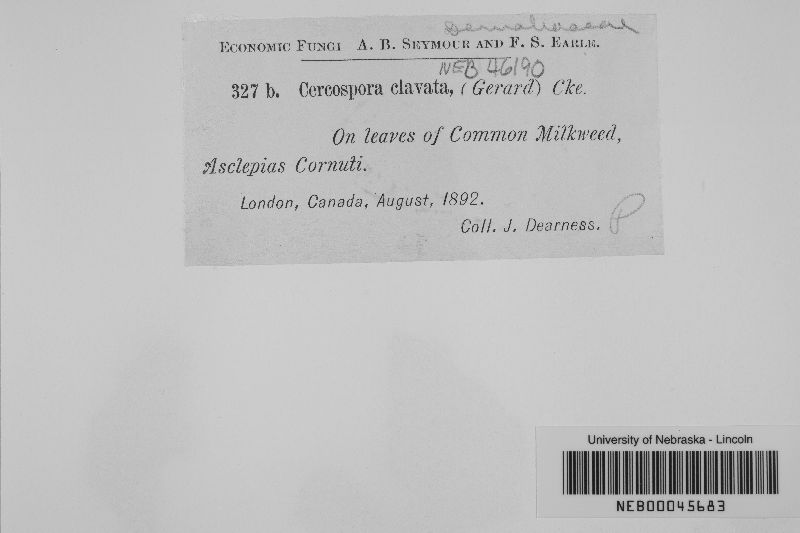 Dematiaceae
ECONOMIC FUNGI A. B. SEYMOUR AND F. S. EARLE.
NEB 46190
327 b. Cercospora clavata, (Gerard) Cke.
On leaves of Common Milkweed,
Asclepias Cornuti.
London, Canada, August, 1892.
Coll. J. Dearness.
P
University of Nebraska - Lincoln
NEB00045683